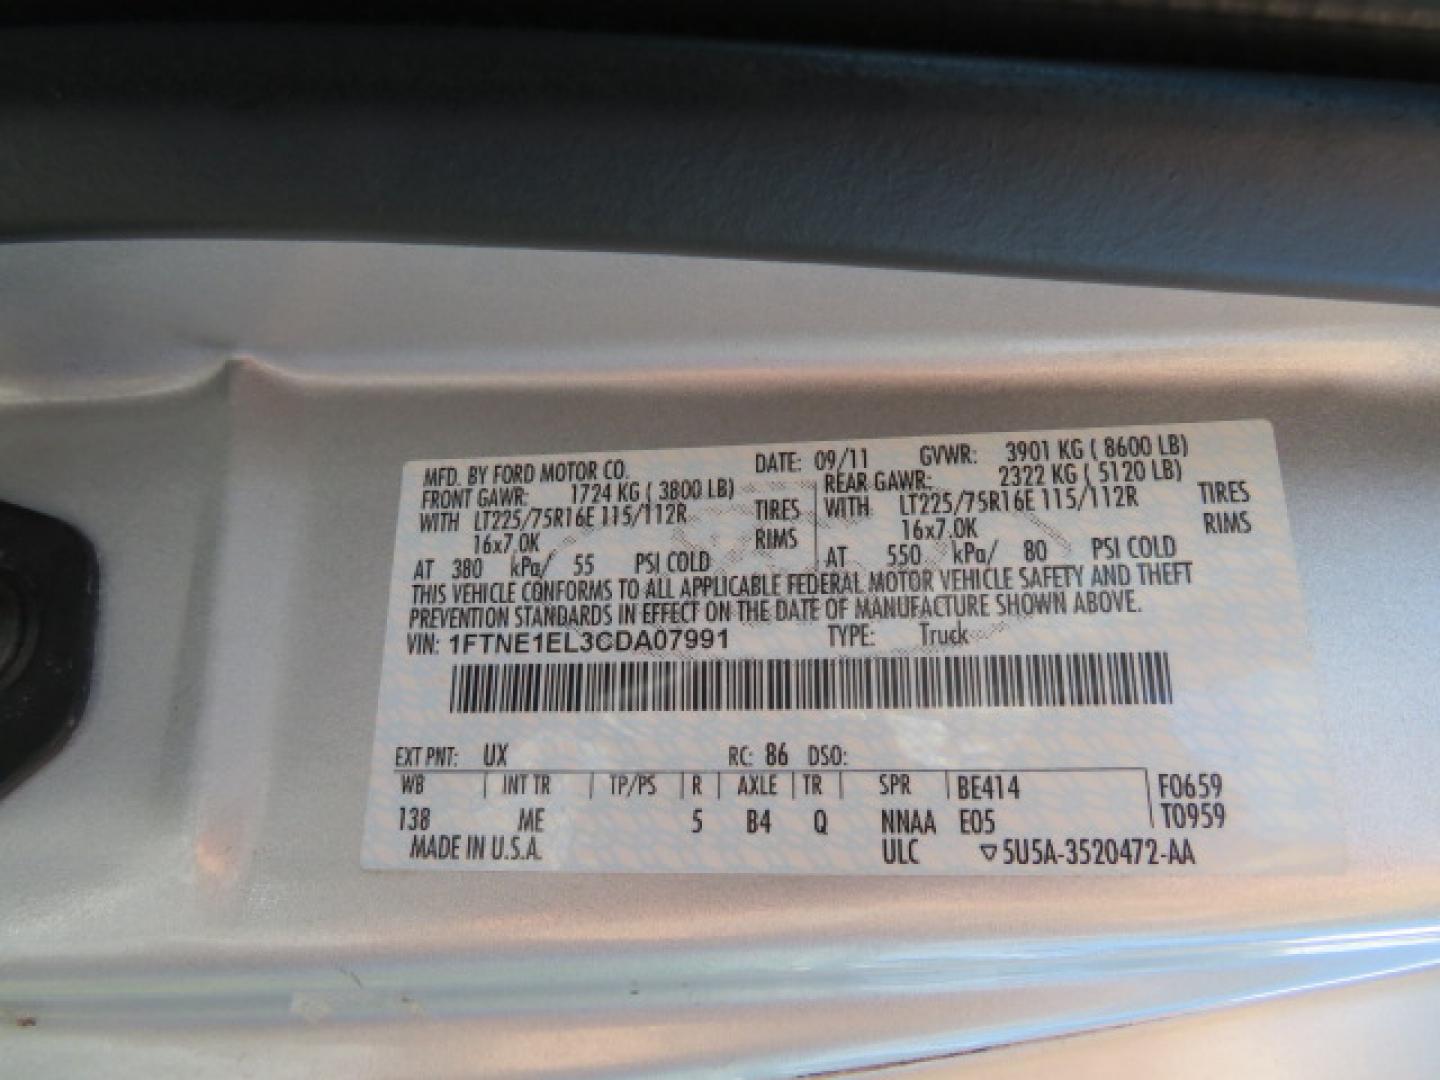 MFD. BY FORD MOTOR CO. DATE: 09/11 GVWR: 3901 KG ( 8600 LB)
FRONT GAWR: 1724 KG ( 3800 LB) REAR GAWR: 2322 KG ( 5120 LB)
WITH LT225/75R16E 115/112R TIRES WITH LT225/75R16E 115/112R TIRES
16x7.0K RIMS 16x7.0K RIMS
AT 380 kPa/ 55 PSI COLD AT 550 kPa/ 80 PSI COLD
THIS VEHICLE CONFORMS TO ALL APPLICABLE FEDERAL MOTOR VEHICLE SAFETY AND THEFT
PREVENTION STANDARDS IN EFFECT ON THE DATE OF MANUFACTURE SHOWN ABOVE.
VIN: 1FTNE1EL3CDA07991 TYPE: Truck
EXT PNT: UX RC: 86 DSO:
WB INT TR TP/PS R AXLE TR SPR BE414 F0659
138 ME 5 B4 Q NNAA E05 T0959
MADE IN U.S.A. ULC ▽5U5A-3520472-AA